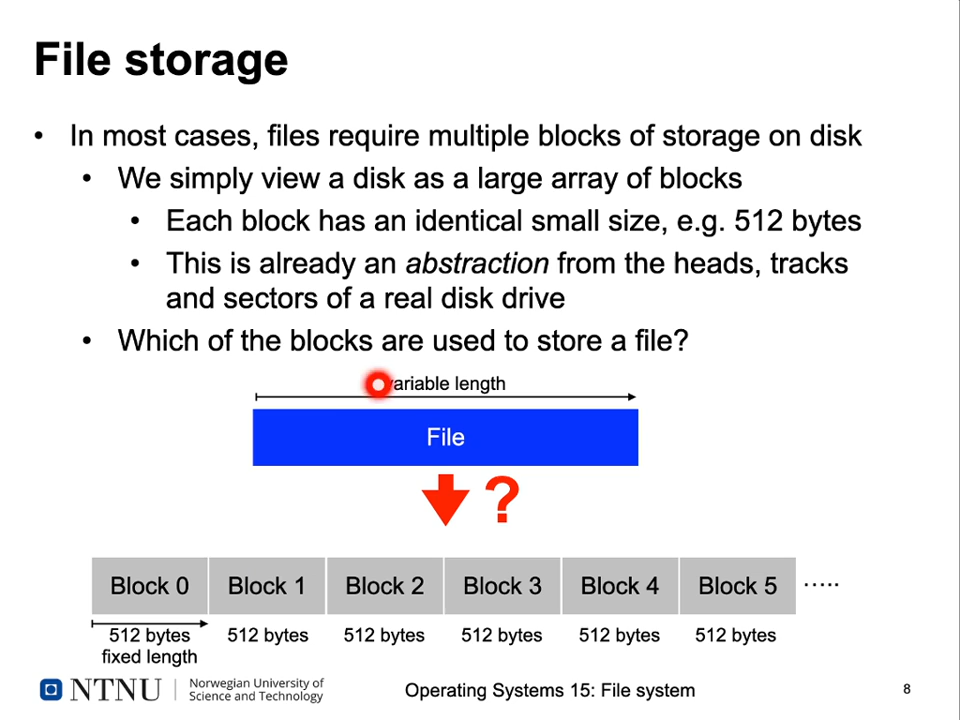 File storage
• In most cases, files require multiple blocks of storage on disk
• We simply view a disk as a large array of blocks
• Each block has an identical small size, e.g. 512 bytes
• This is already an abstraction from the heads, tracks
and sectors of a real disk drive
• Which of the blocks are used to store a file?
variable length
File
?
Block 0 Block 1 Block 2 Block 3 Block 4 Block 5 .....
512 bytes 512 bytes 512 bytes 512 bytes 512 bytes 512 bytes
fixed length
NTNU
Norwegian University of
Science and Technology
Operating Systems 15: File system
8